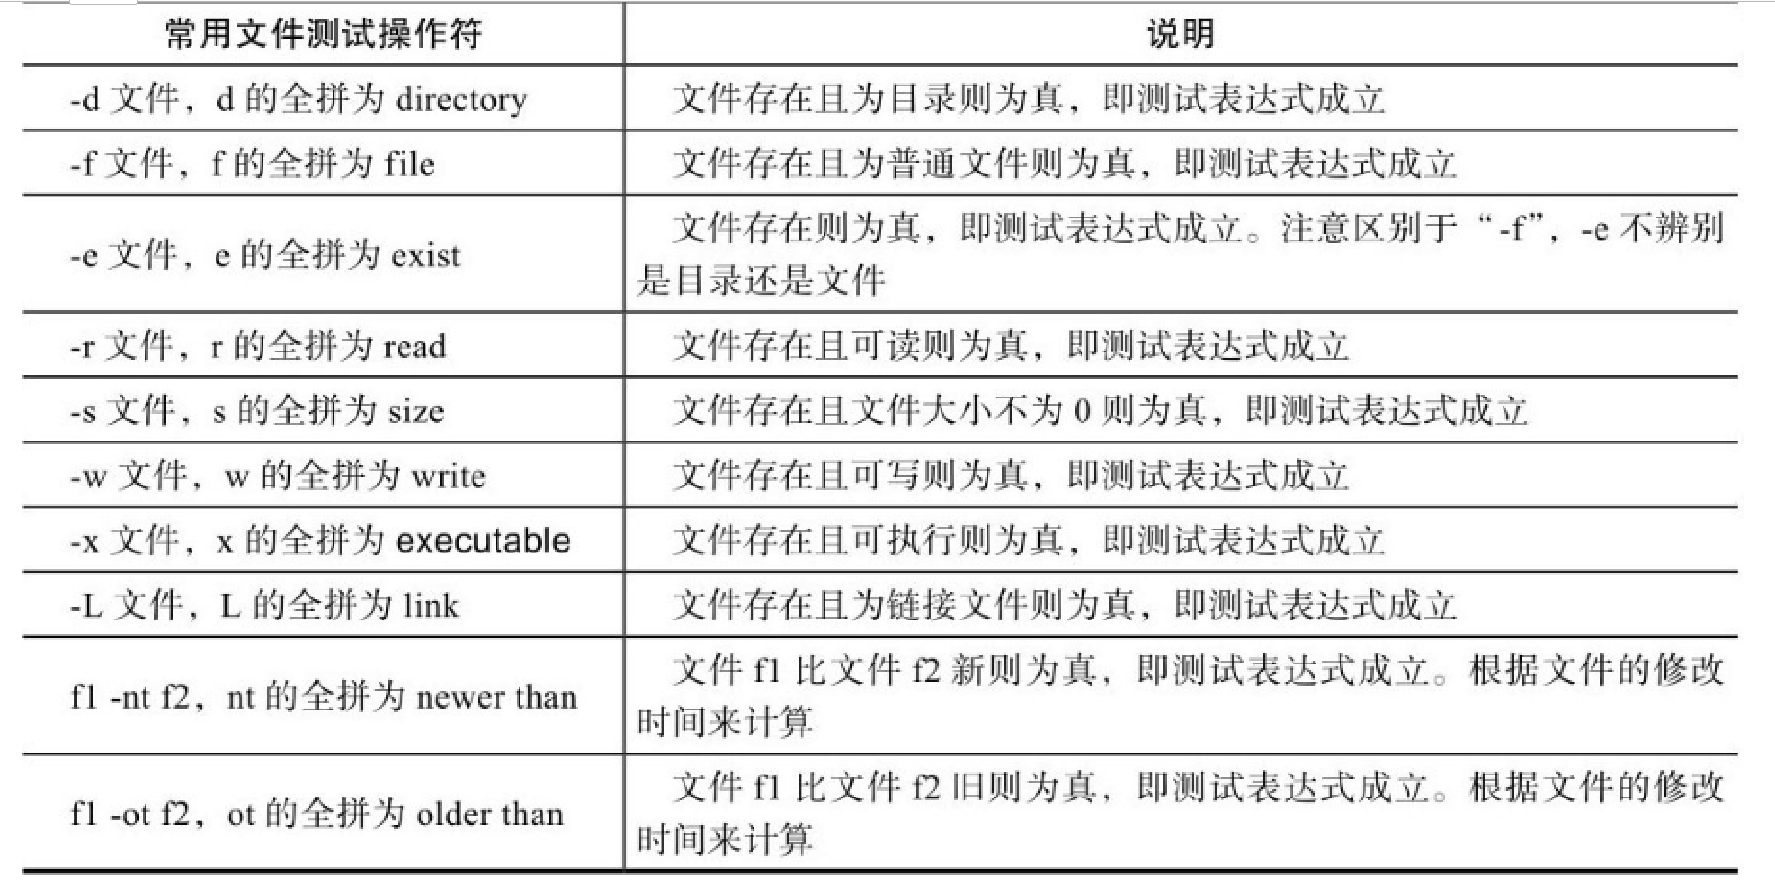 常用文件测试操作符
说明
-d 文件，d 的全拼为 directory
文件存在且为目录则为真，即测试表达式成立
-f 文件，f 的全拼为 file
文件存在且为普通文件则为真，即测试表达式成立
-e 文件，e 的全拼为 exist
文件存在则为真，即测试表达式成立。注意区别于“-f”，-e 不辨别
是目录还是文件
-r 文件，r 的全拼为 read
文件存在且可读则为真，即测试表达式成立
-s 文件，s 的全拼为 size
文件存在且文件大小不为 0 则为真，即测试表达式成立
-w 文件，w 的全拼为 write
文件存在且可写则为真，即测试表达式成立
-x 文件，x 的全拼为 executable
文件存在且可执行则为真，即测试表达式成立
-L 文件，L 的全拼为 link
文件存在且为链接文件则为真，即测试表达式成立
f1 -nt f2，nt 的全拼为 newer than
文件 f1 比文件 f2 新则为真，即测试表达式成立。根据文件的修改
时间来计算
f1 -ot f2，ot 的全拼为 older than
文件 f1 比文件 f2 旧则为真，即测试表达式成立。根据文件的修改
时间来计算